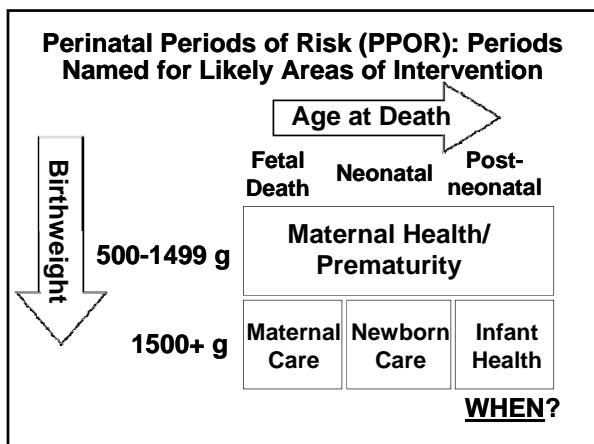 Perinatal Periods of Risk (PPOR): Periods
Named for Likely Areas of Intervention
Age at Death
Birthweight
Fetal
Death
Neonatal
Post-
neonatal
500-1499 g
Maternal Health/
Prematurity
1500+ g
Maternal
Care
Newborn
Care
Infant
Health
WHEN?